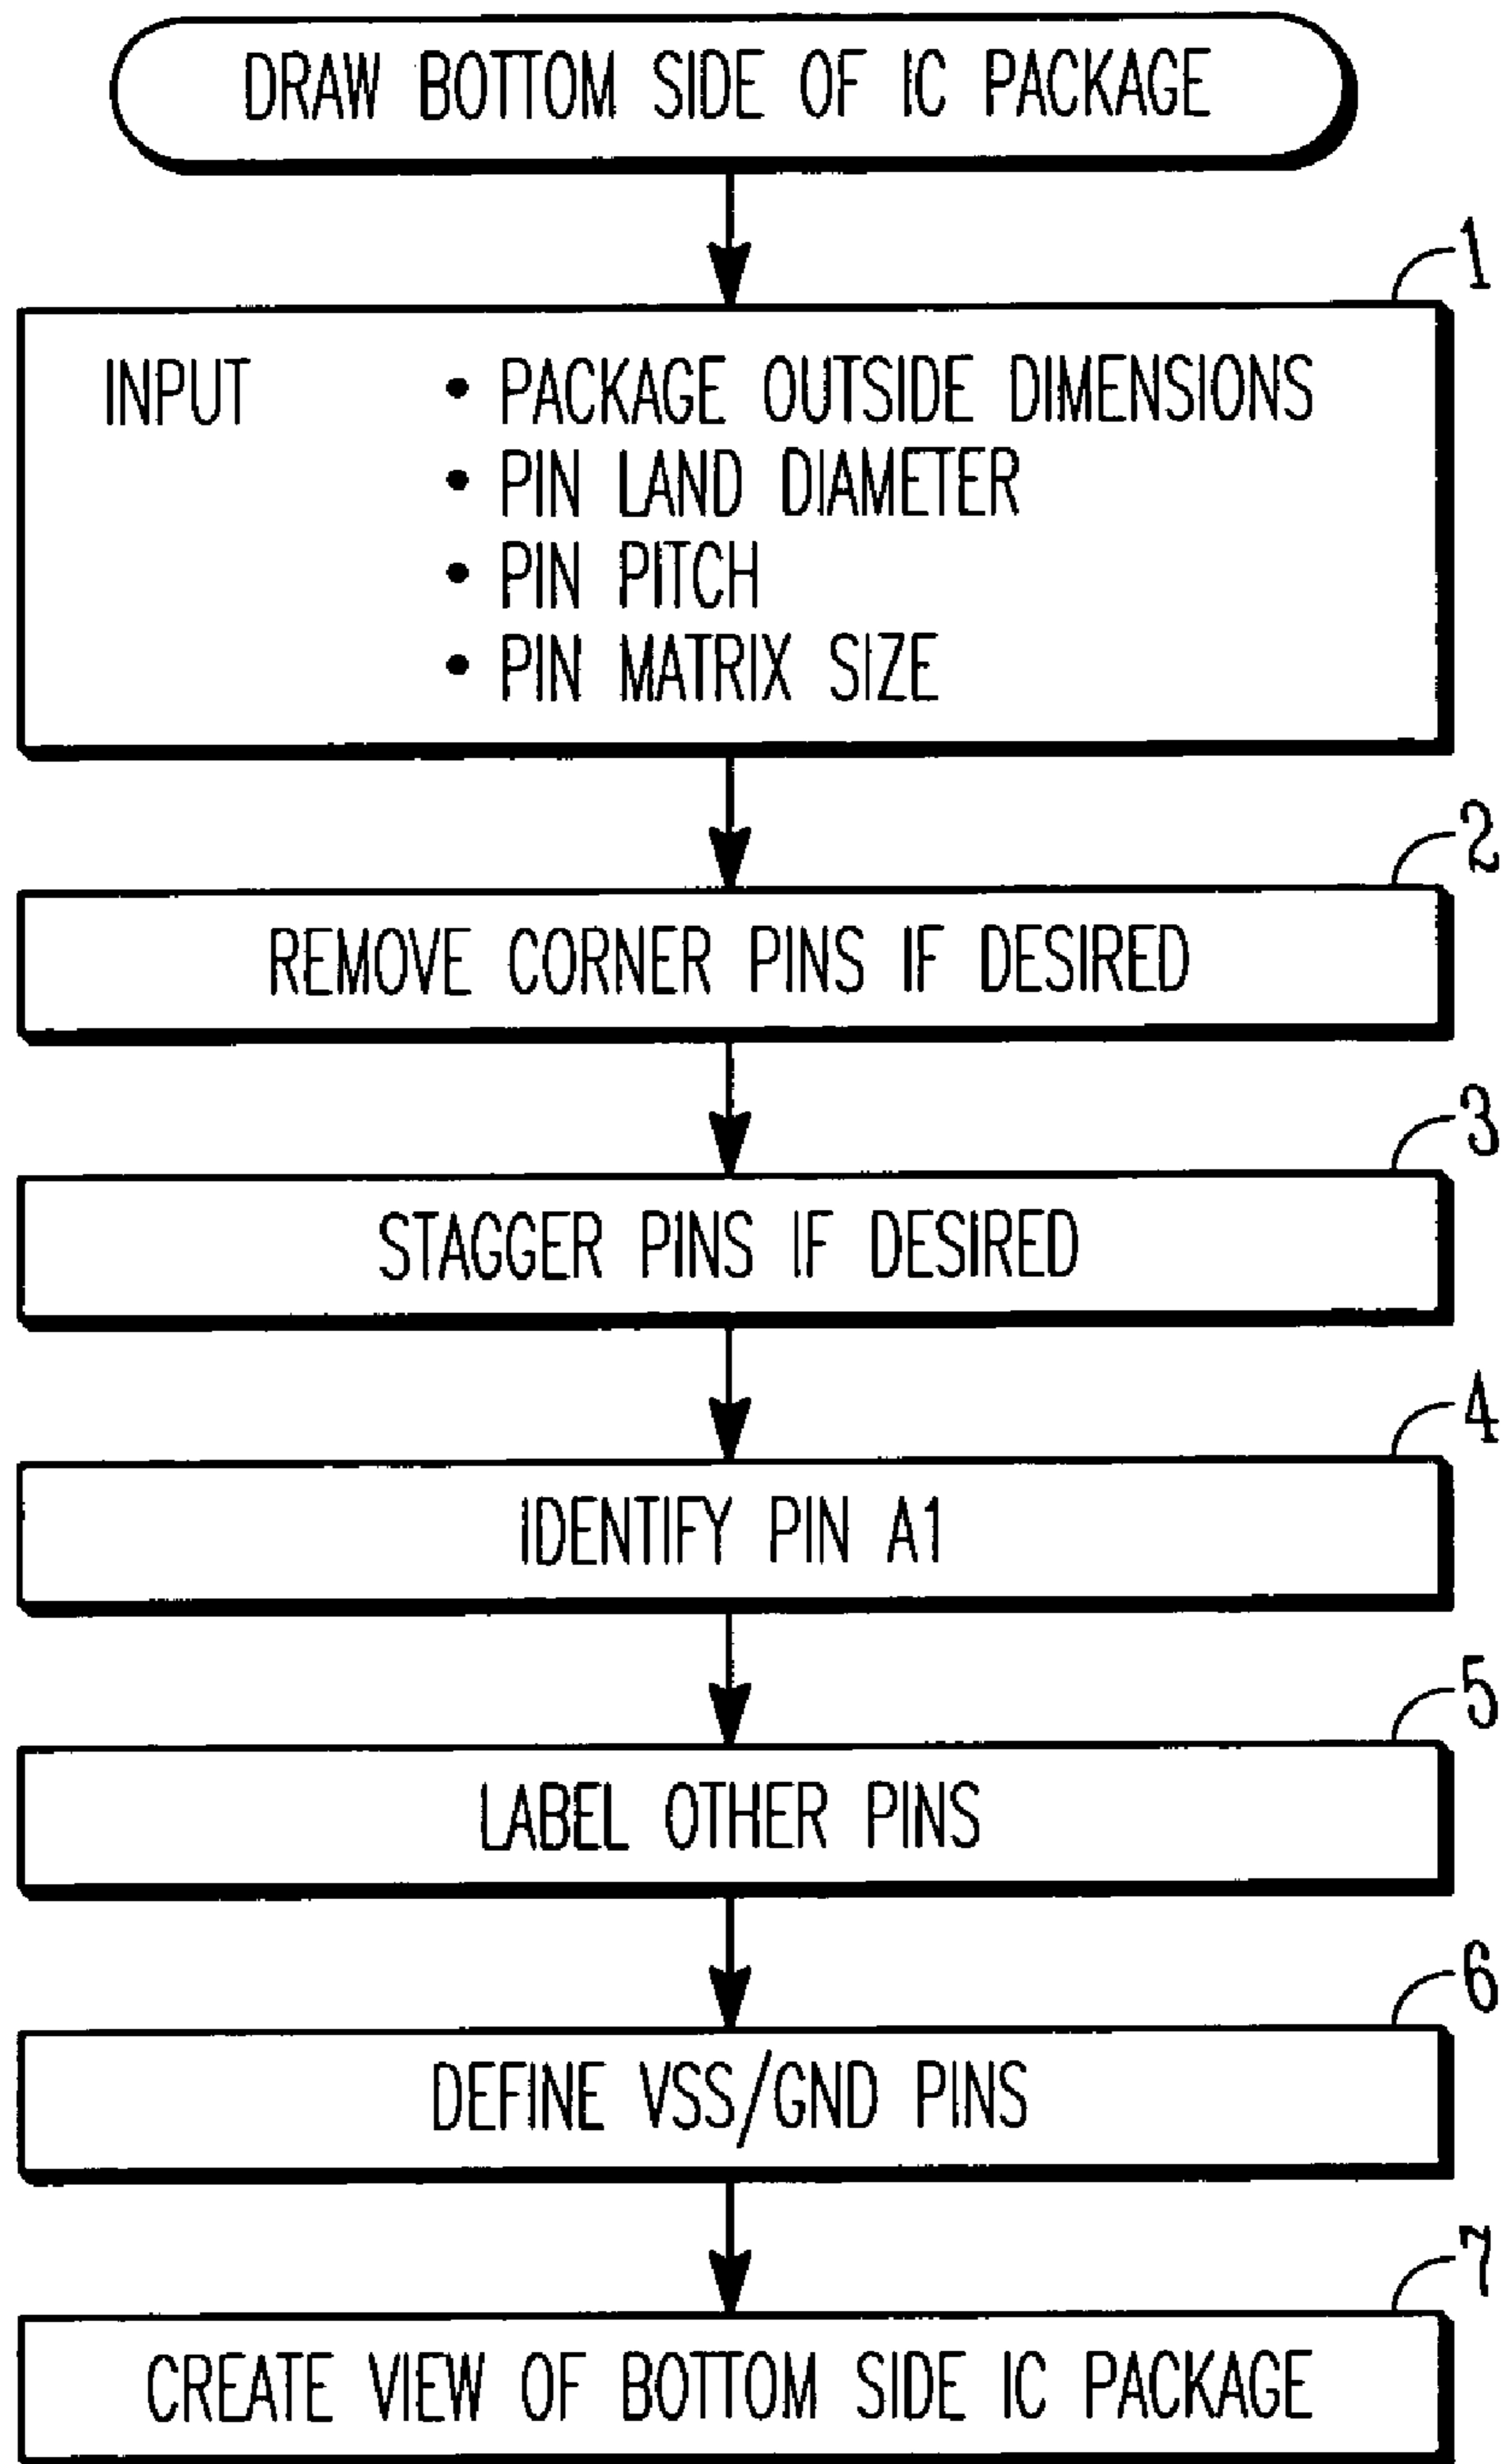 DRAW BOTTOM SIDE OF IC PACKAGE
1
INPUT • PACKAGE OUTSIDE DIMENSIONS
• PIN LAND DIAMETER
• PIN PITCH
• PIN MATRIX SIZE
2
REMOVE CORNER PINS IF DESIRED
3
STAGGER PINS IF DESIRED
4
IDENTIFY PIN A1
5
LABEL OTHER PINS
6
DEFINE VSS/GND PINS
7
CREATE VIEW OF BOTTOM SIDE IC PACKAGE